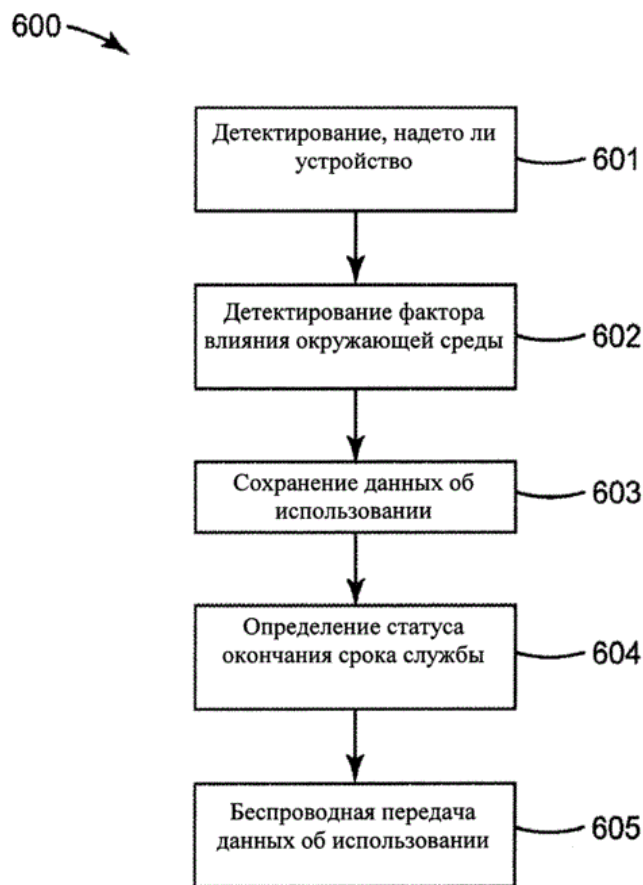 600
Детектирование, надето ли
устройство
601
Детектирование фактора
влияния окружающей среды
602
Сохранение данных об
использовании
603
Определение статуса
окончания срока службы
604
Беспроводная передача
данных об использовании
605